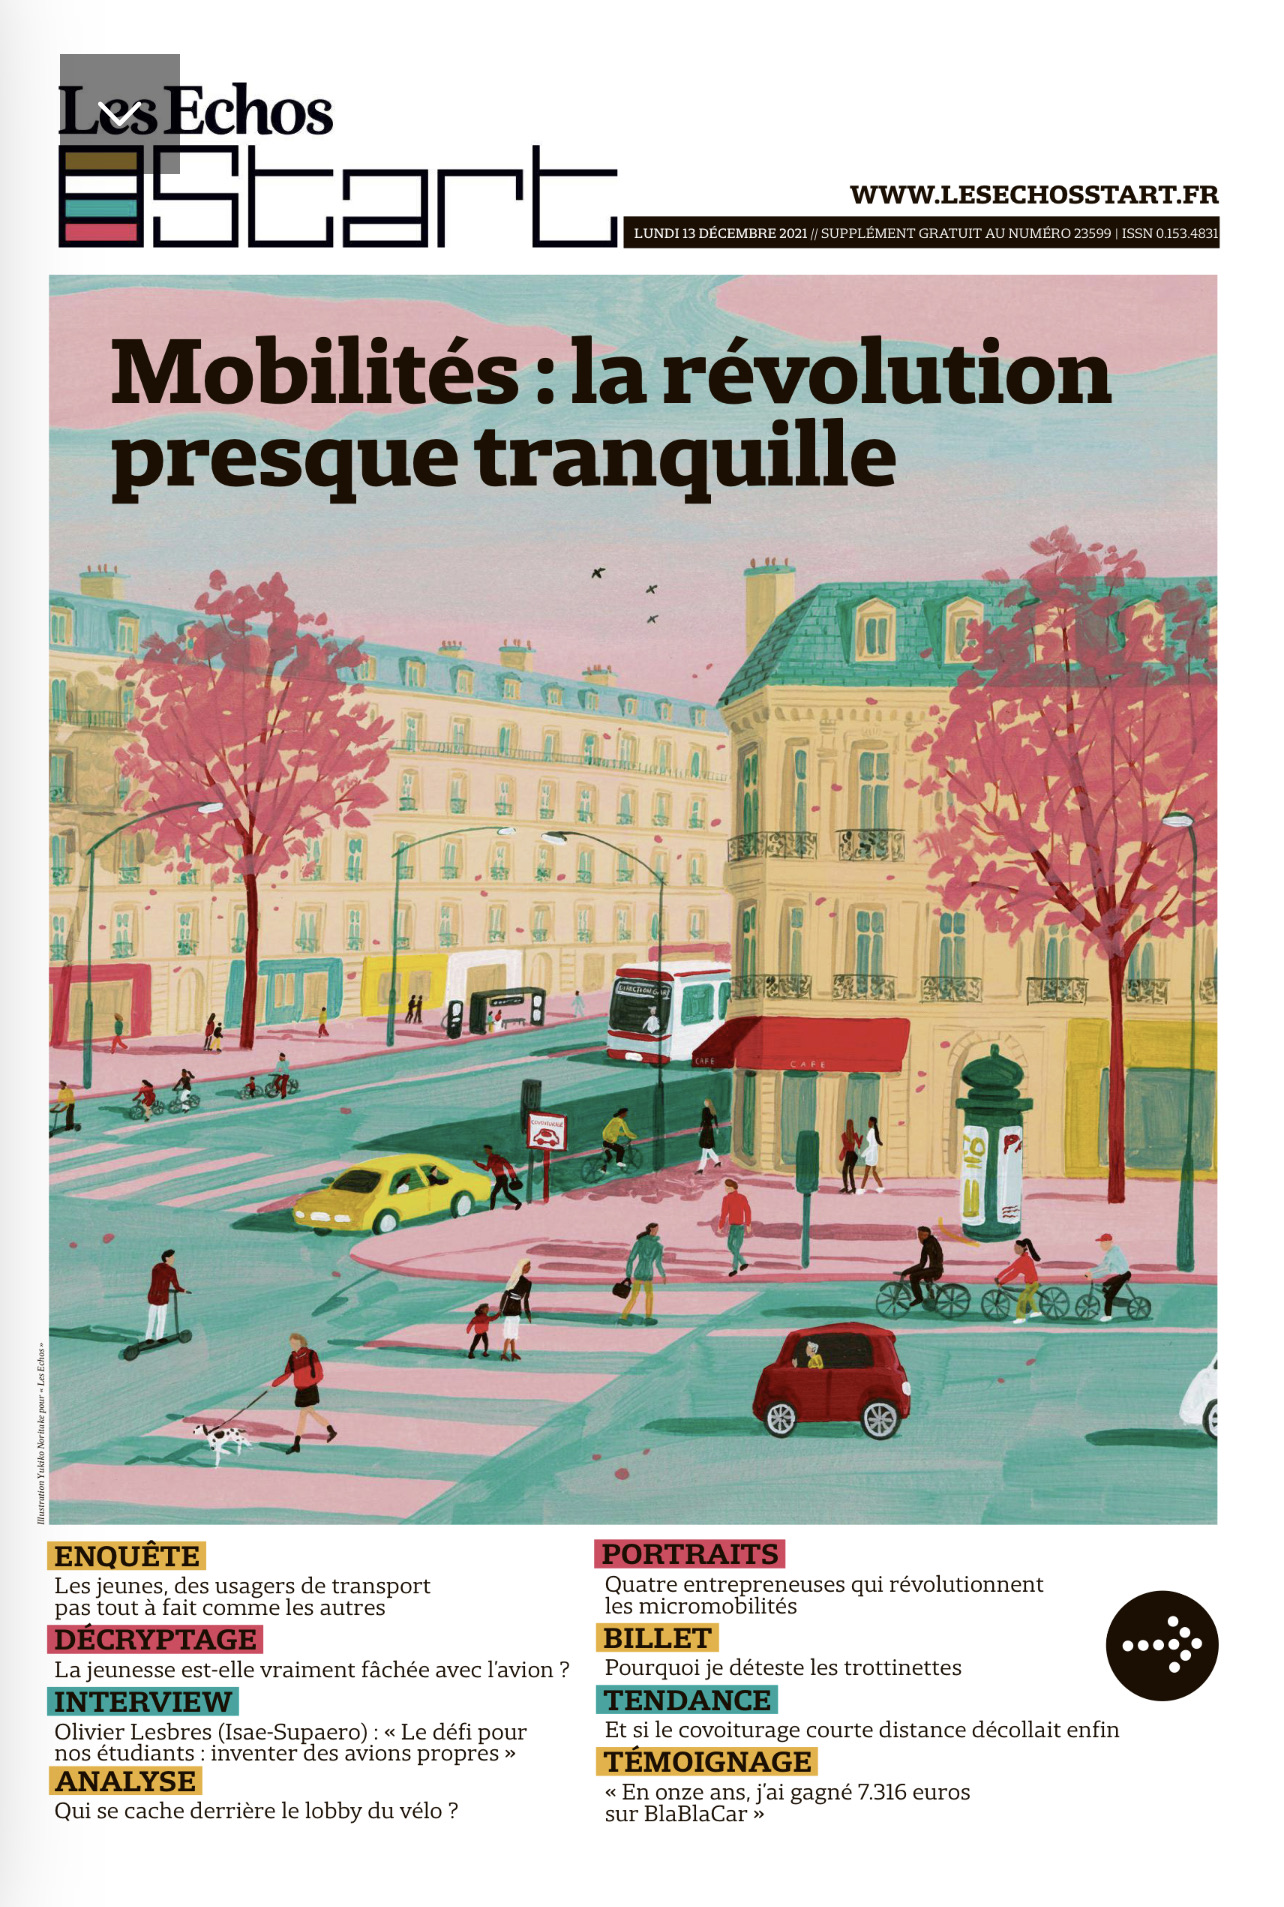 Les Echos
Start
WWW.LESECHOSSTART.FR
LUNDI 13 DÉCEMBRE 2021 // SUPPLÉMENT GRATUIT AU NUMÉRO 23599 | ISSN 0.153.4831
Mobilités : la révolution
presque tranquille
DIRECTION GARE
CAFE
CAFE
COVOITURAGE
Illustration Yukiko Noritake pour « Les Echos »
ENQUÊTE
Les jeunes, des usagers de transport
pas tout à fait comme les autres
DÉCRYPTAGE
La jeunesse est-elle vraiment fâchée avec l’avion ?
INTERVIEW
Olivier Lesbres (Isae-Supaero) : « Le défi pour
nos étudiants : inventer des avions propres »
ANALYSE
Qui se cache derrière le lobby du vélo ?
PORTRAITS
Quatre entrepreneuses qui révolutionnent
les micromobilités
BILLET
Pourquoi je déteste les trottinettes
TENDANCE
Et si le covoiturage courte distance décollait enfin
TÉMOIGNAGE
« En onze ans, j’ai gagné 7.316 euros
sur BlaBlaCar »